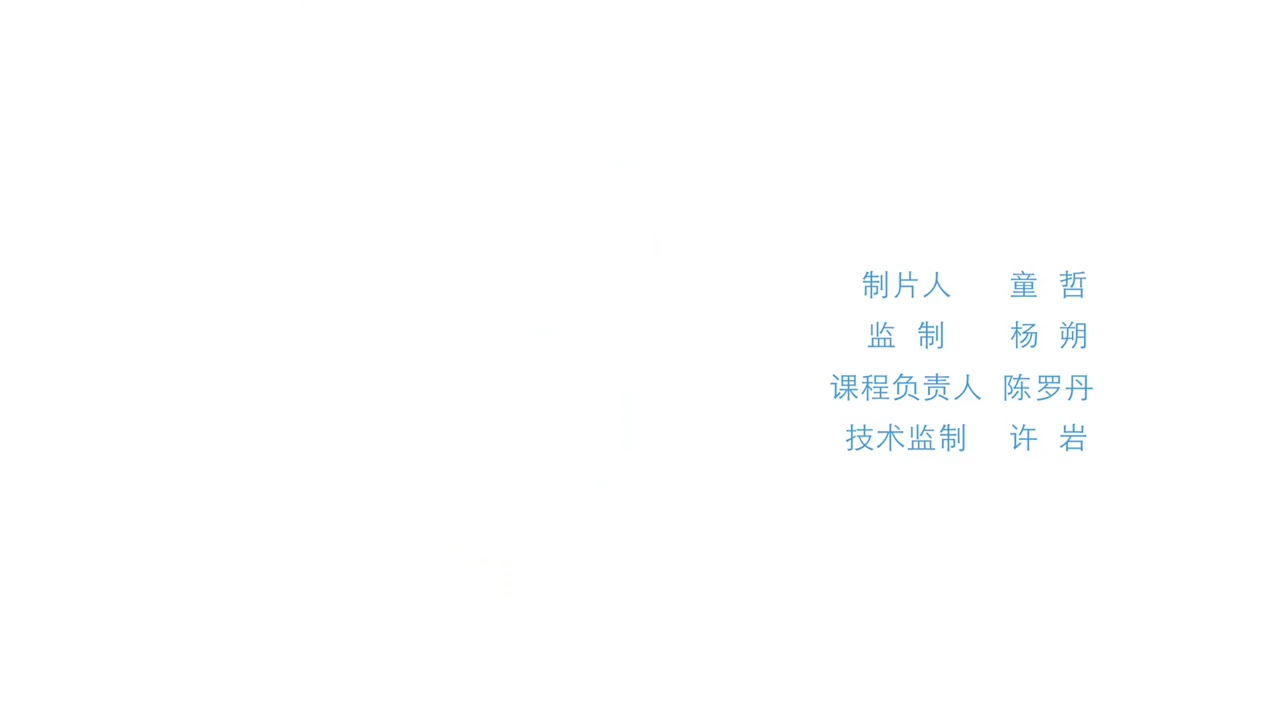 制片人 童 哲
监 制 杨 朔
课程负责人 陈罗丹
技术监制 许 岩